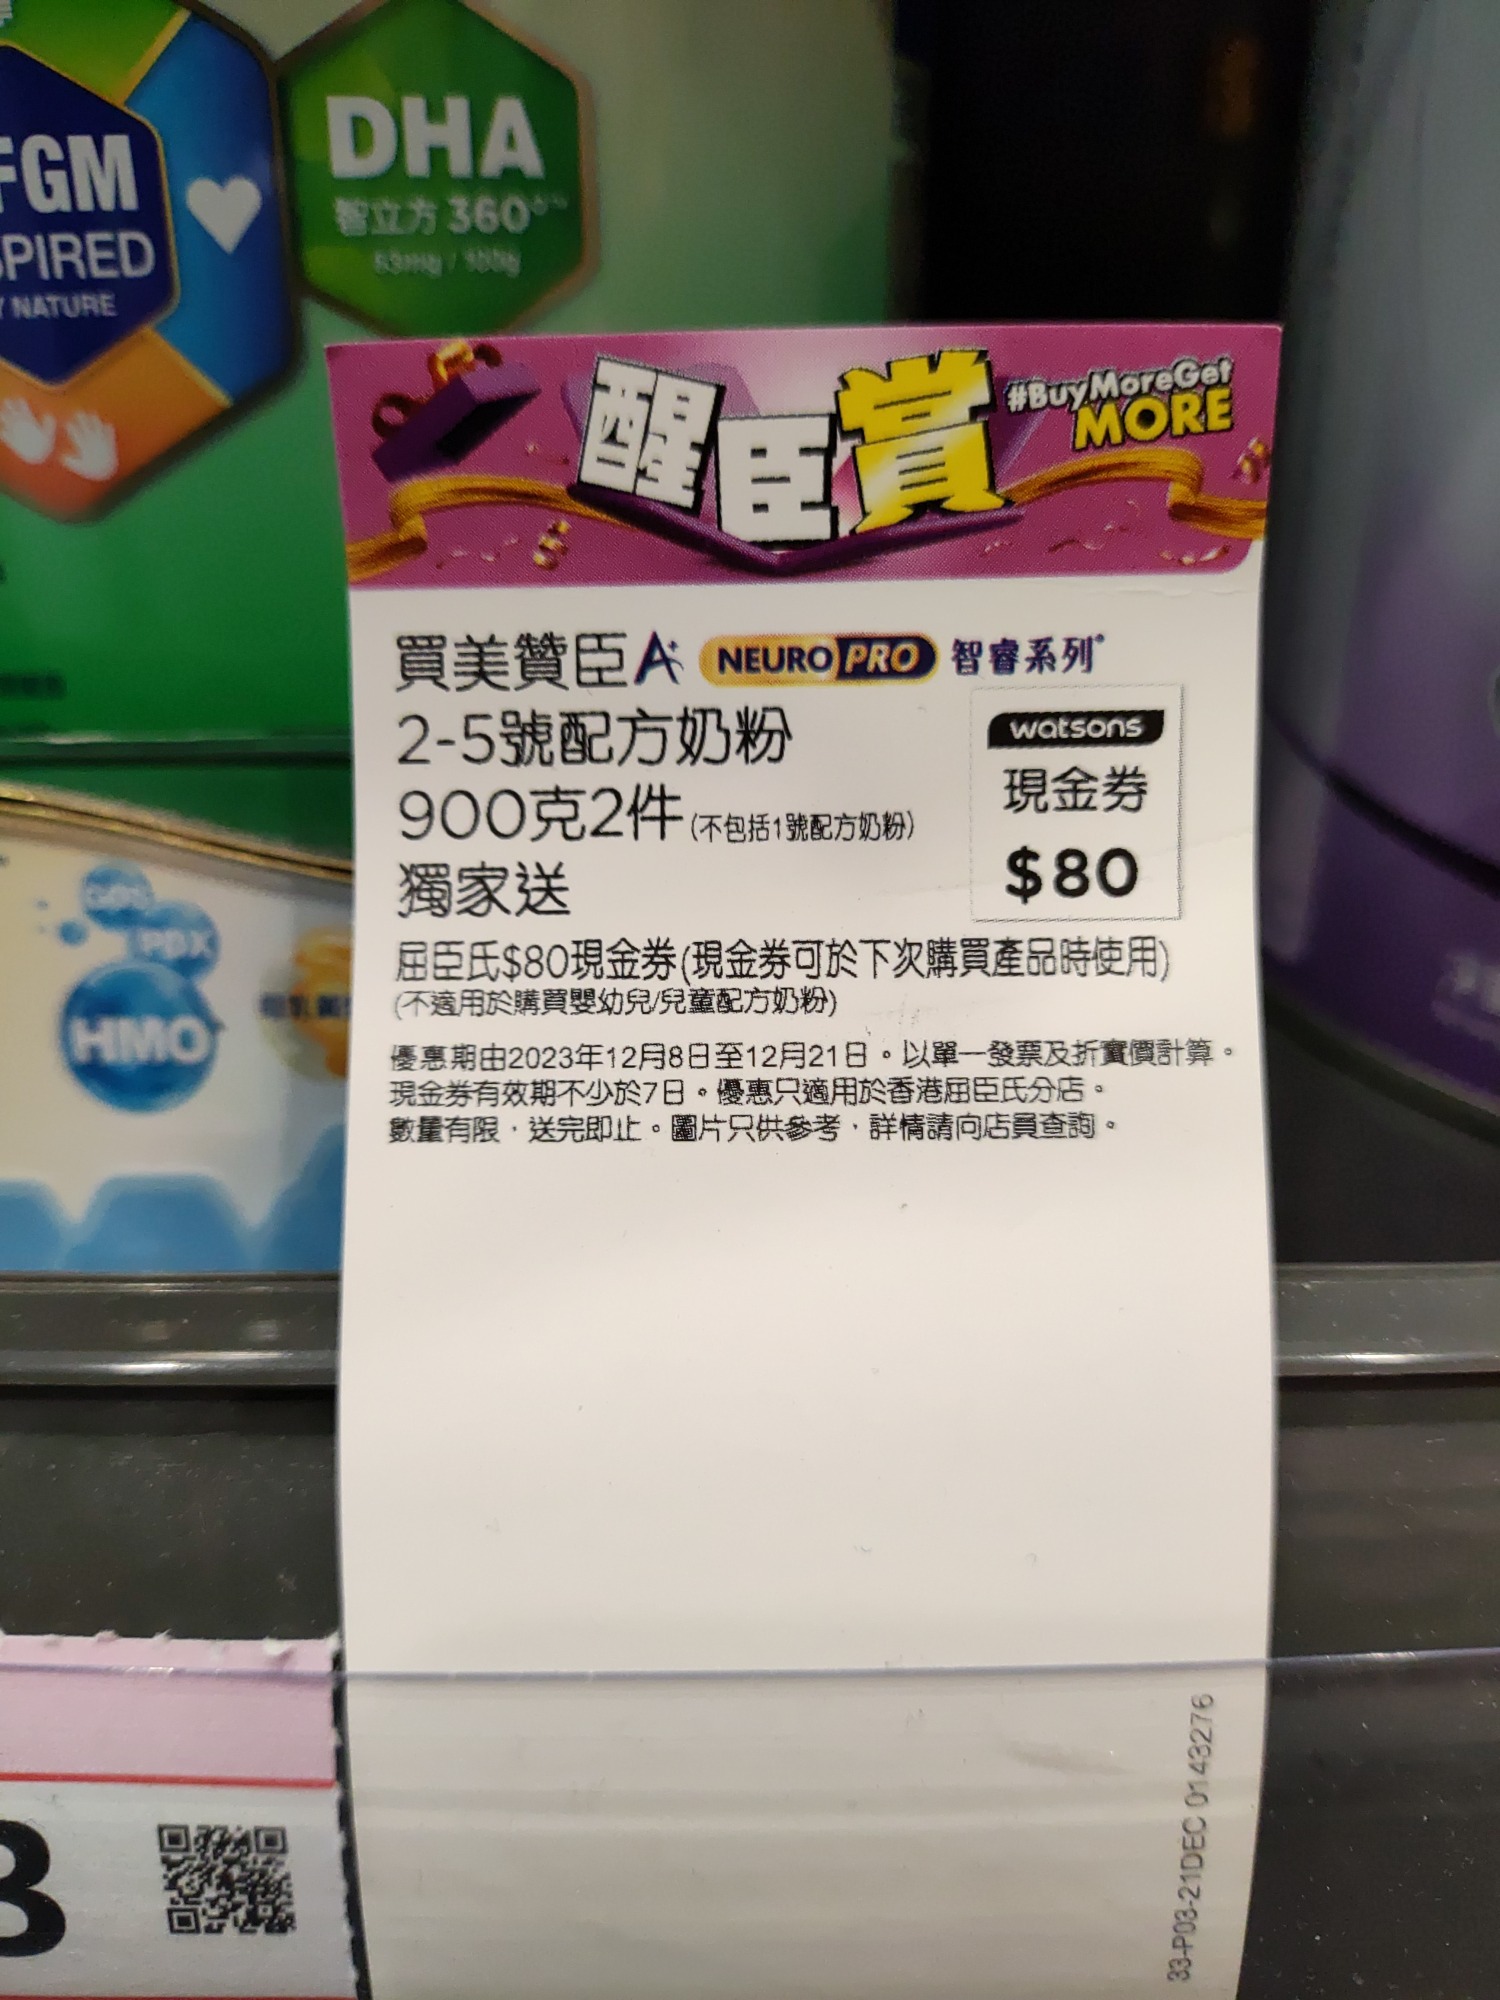 FGM
PIRED
NATURE
DHA
智立方 360
63mg / 100g
醒臣賞
#BuyMoreGet
MORE
買美贊臣A+ NEURO PRO 智睿系列
2-5號配方奶粉
900克2件(不包括1號配方奶粉)
獨家送
watsons
現金券
$80
屈臣氏$80現金券(現金券可於下次購買產品時使用)
(不適用於購買嬰幼兒/兒童配方奶粉)
優惠期由2023年12月8日至12月21日。以單一發票及折實價計算。
現金券有效期不少於7日。優惠只適用於香港屈臣氏分店。
數量有限,送完即止。圖片只供參考,詳情請向店員查詢。
GOS
PDX
HMO
33-P03-21DEC 0143276